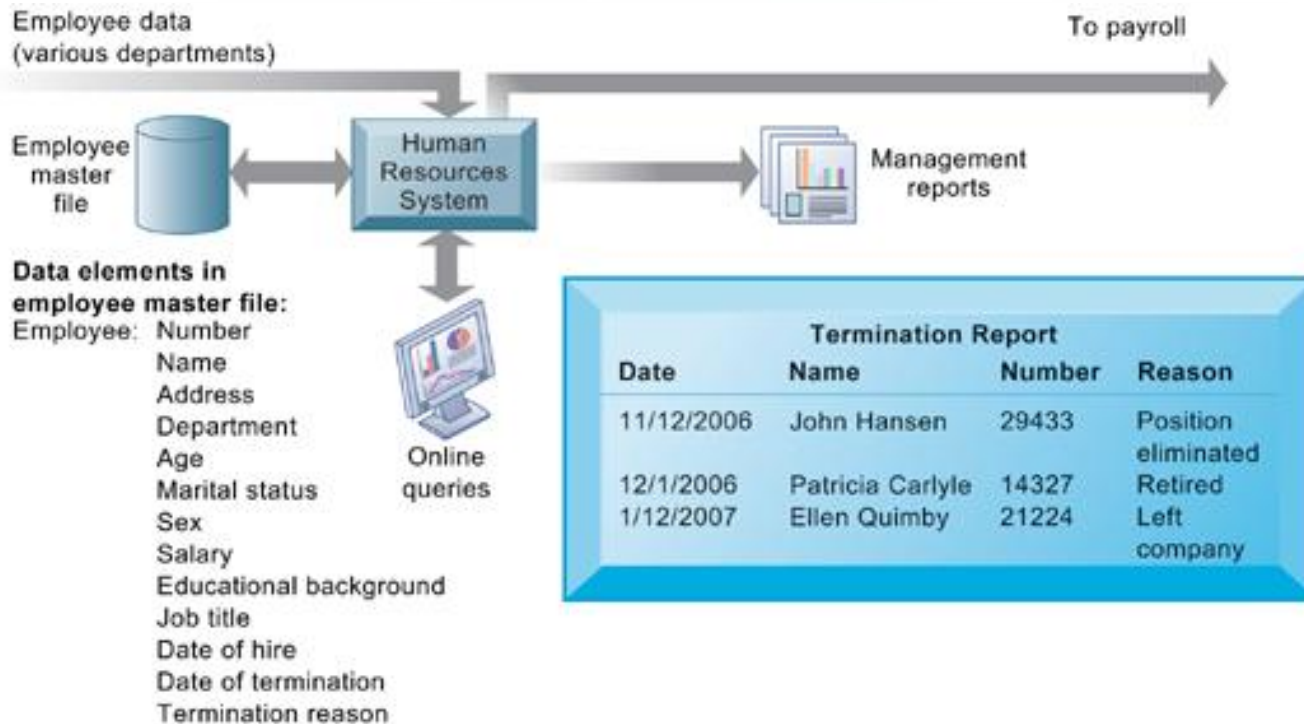 Employee data
(various departments)
To payroll
Employee
master
file
Human
Resources
System
Management
reports
Data elements in
employee master file:
Employee: Number
Name
Address
Department
Age
Marital status
Sex
Salary
Educational background
Job title
Date of hire
Date of termination
Termination reason
Online
queries
Termination Report
Date Name Number Reason
11/12/2006 John Hansen 29433 Position
eliminated
12/1/2006 Patricia Carlyle 14327 Retired
1/12/2007 Ellen Quimby 21224 Left
company